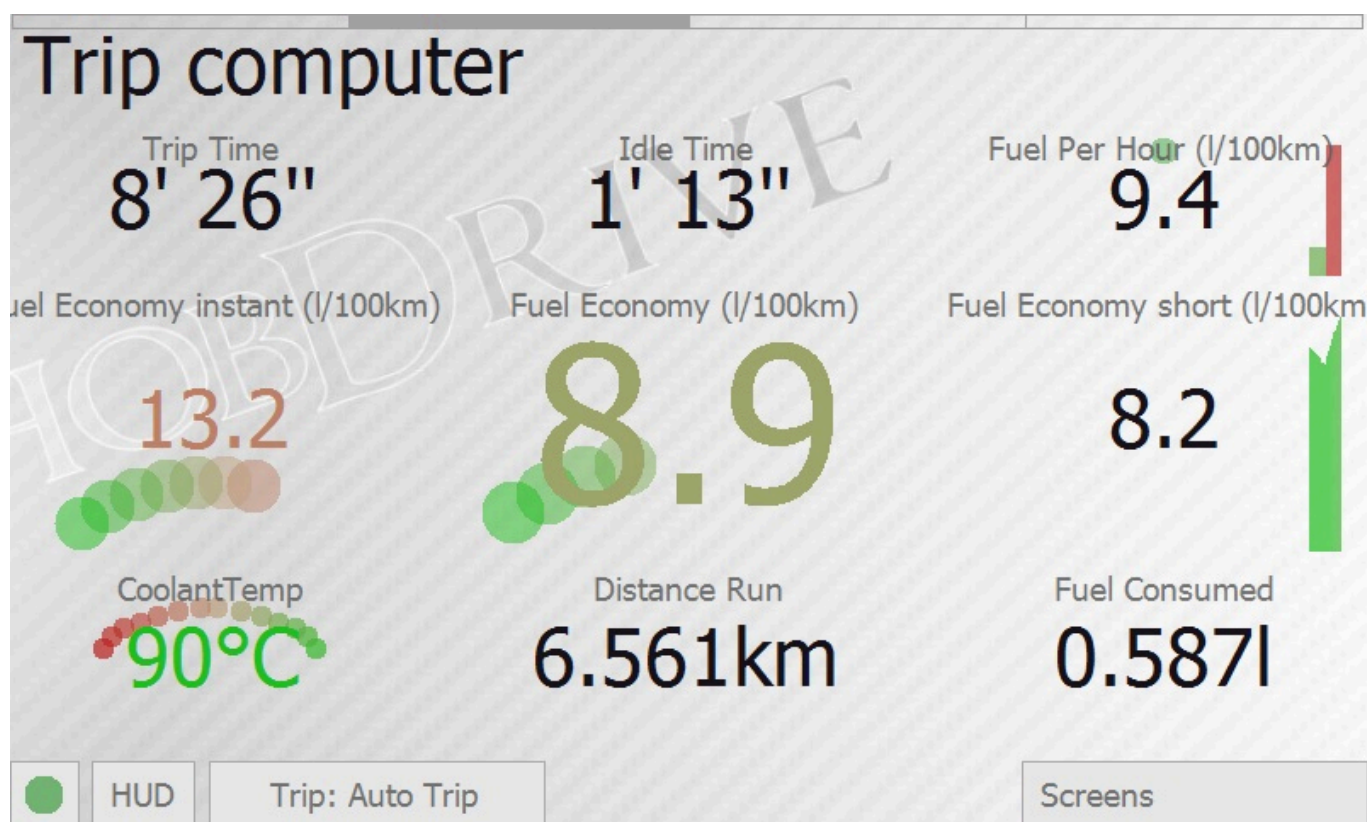 Trip computer
Trip Time
8' 26"
Idle Time
1' 13"
Fuel Per Hour (l/100km)
9.4
uel Economy instant (l/100km)
13.2
Fuel Economy (l/100km)
8.9
Fuel Economy short (l/100km
8.2
HOBDRIVE
CoolantTemp
90°C
Distance Run
6.561km
Fuel Consumed
0.587l
HUD
Trip: Auto Trip
Screens